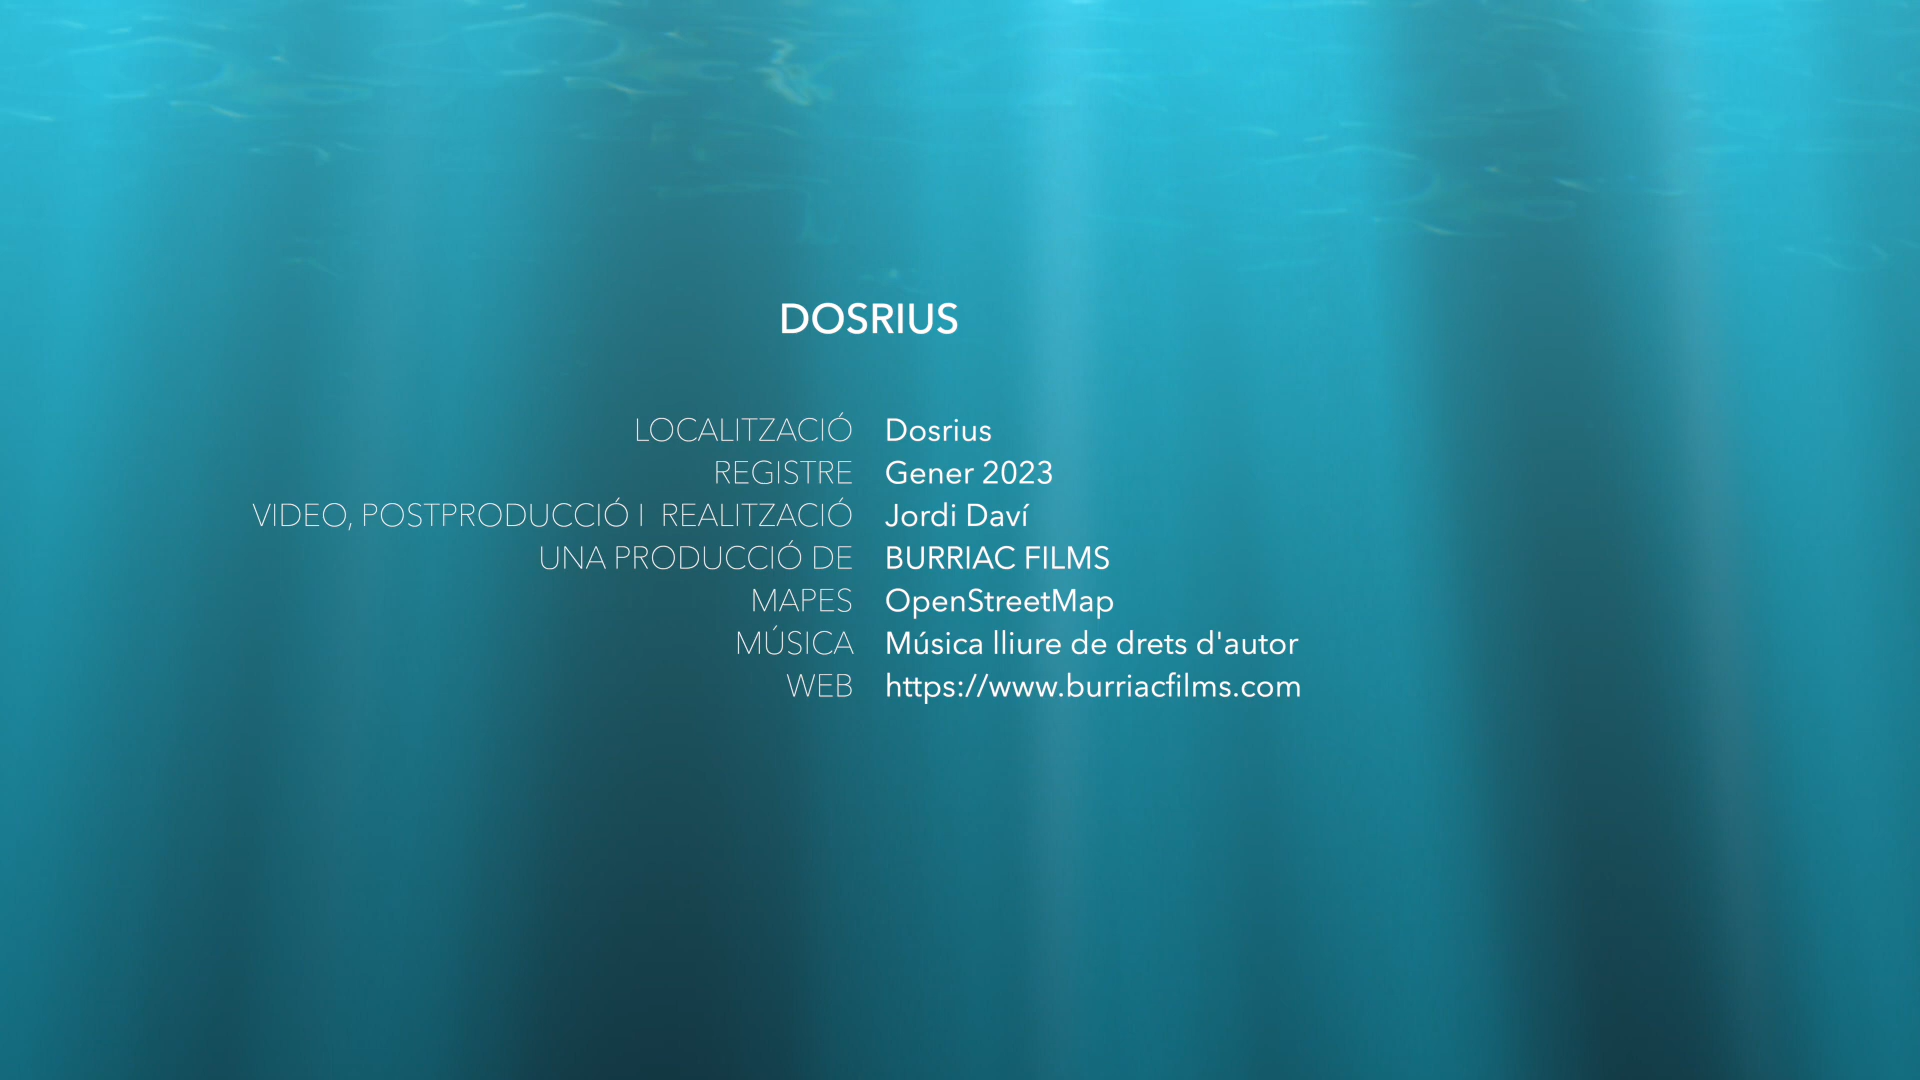 DOSRIUS
LOCALITZACIÓ Dosrius
REGISTRE Gener 2023
VIDEO, POSTPRODUCCIÓ I REALITZACIÓ Jordi Daví
UNA PRODUCCIÓ DE BURRIAC FILMS
MAPES OpenStreetMap
MÚSICA Música lliure de drets d'autor
WEB https://www.burriacfilms.com